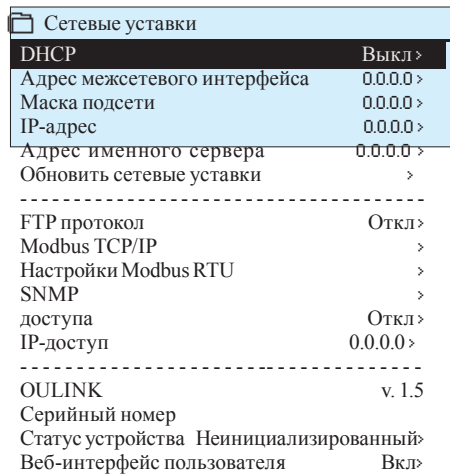 Сетевые уставки
DHCP Выкл >
Адрес межсетевого интерфейса 0.0.0.0 >
Маска подсети 0.0.0.0 >
IP-адрес 0.0.0.0 >
Адрес именного сервера 0.0.0.0 >
Обновить сетевые уставки >
FTP протокол Откл >
Modbus TCP/IP >
Настройки Modbus RTU >
SNMP >
доступа Откл >
IP-доступ 0.0.0.0 >
OULINK v. 1.5
Серийный номер
Статус устройства Неинициализированный >
Веб-интерфейс пользователя Вкл >